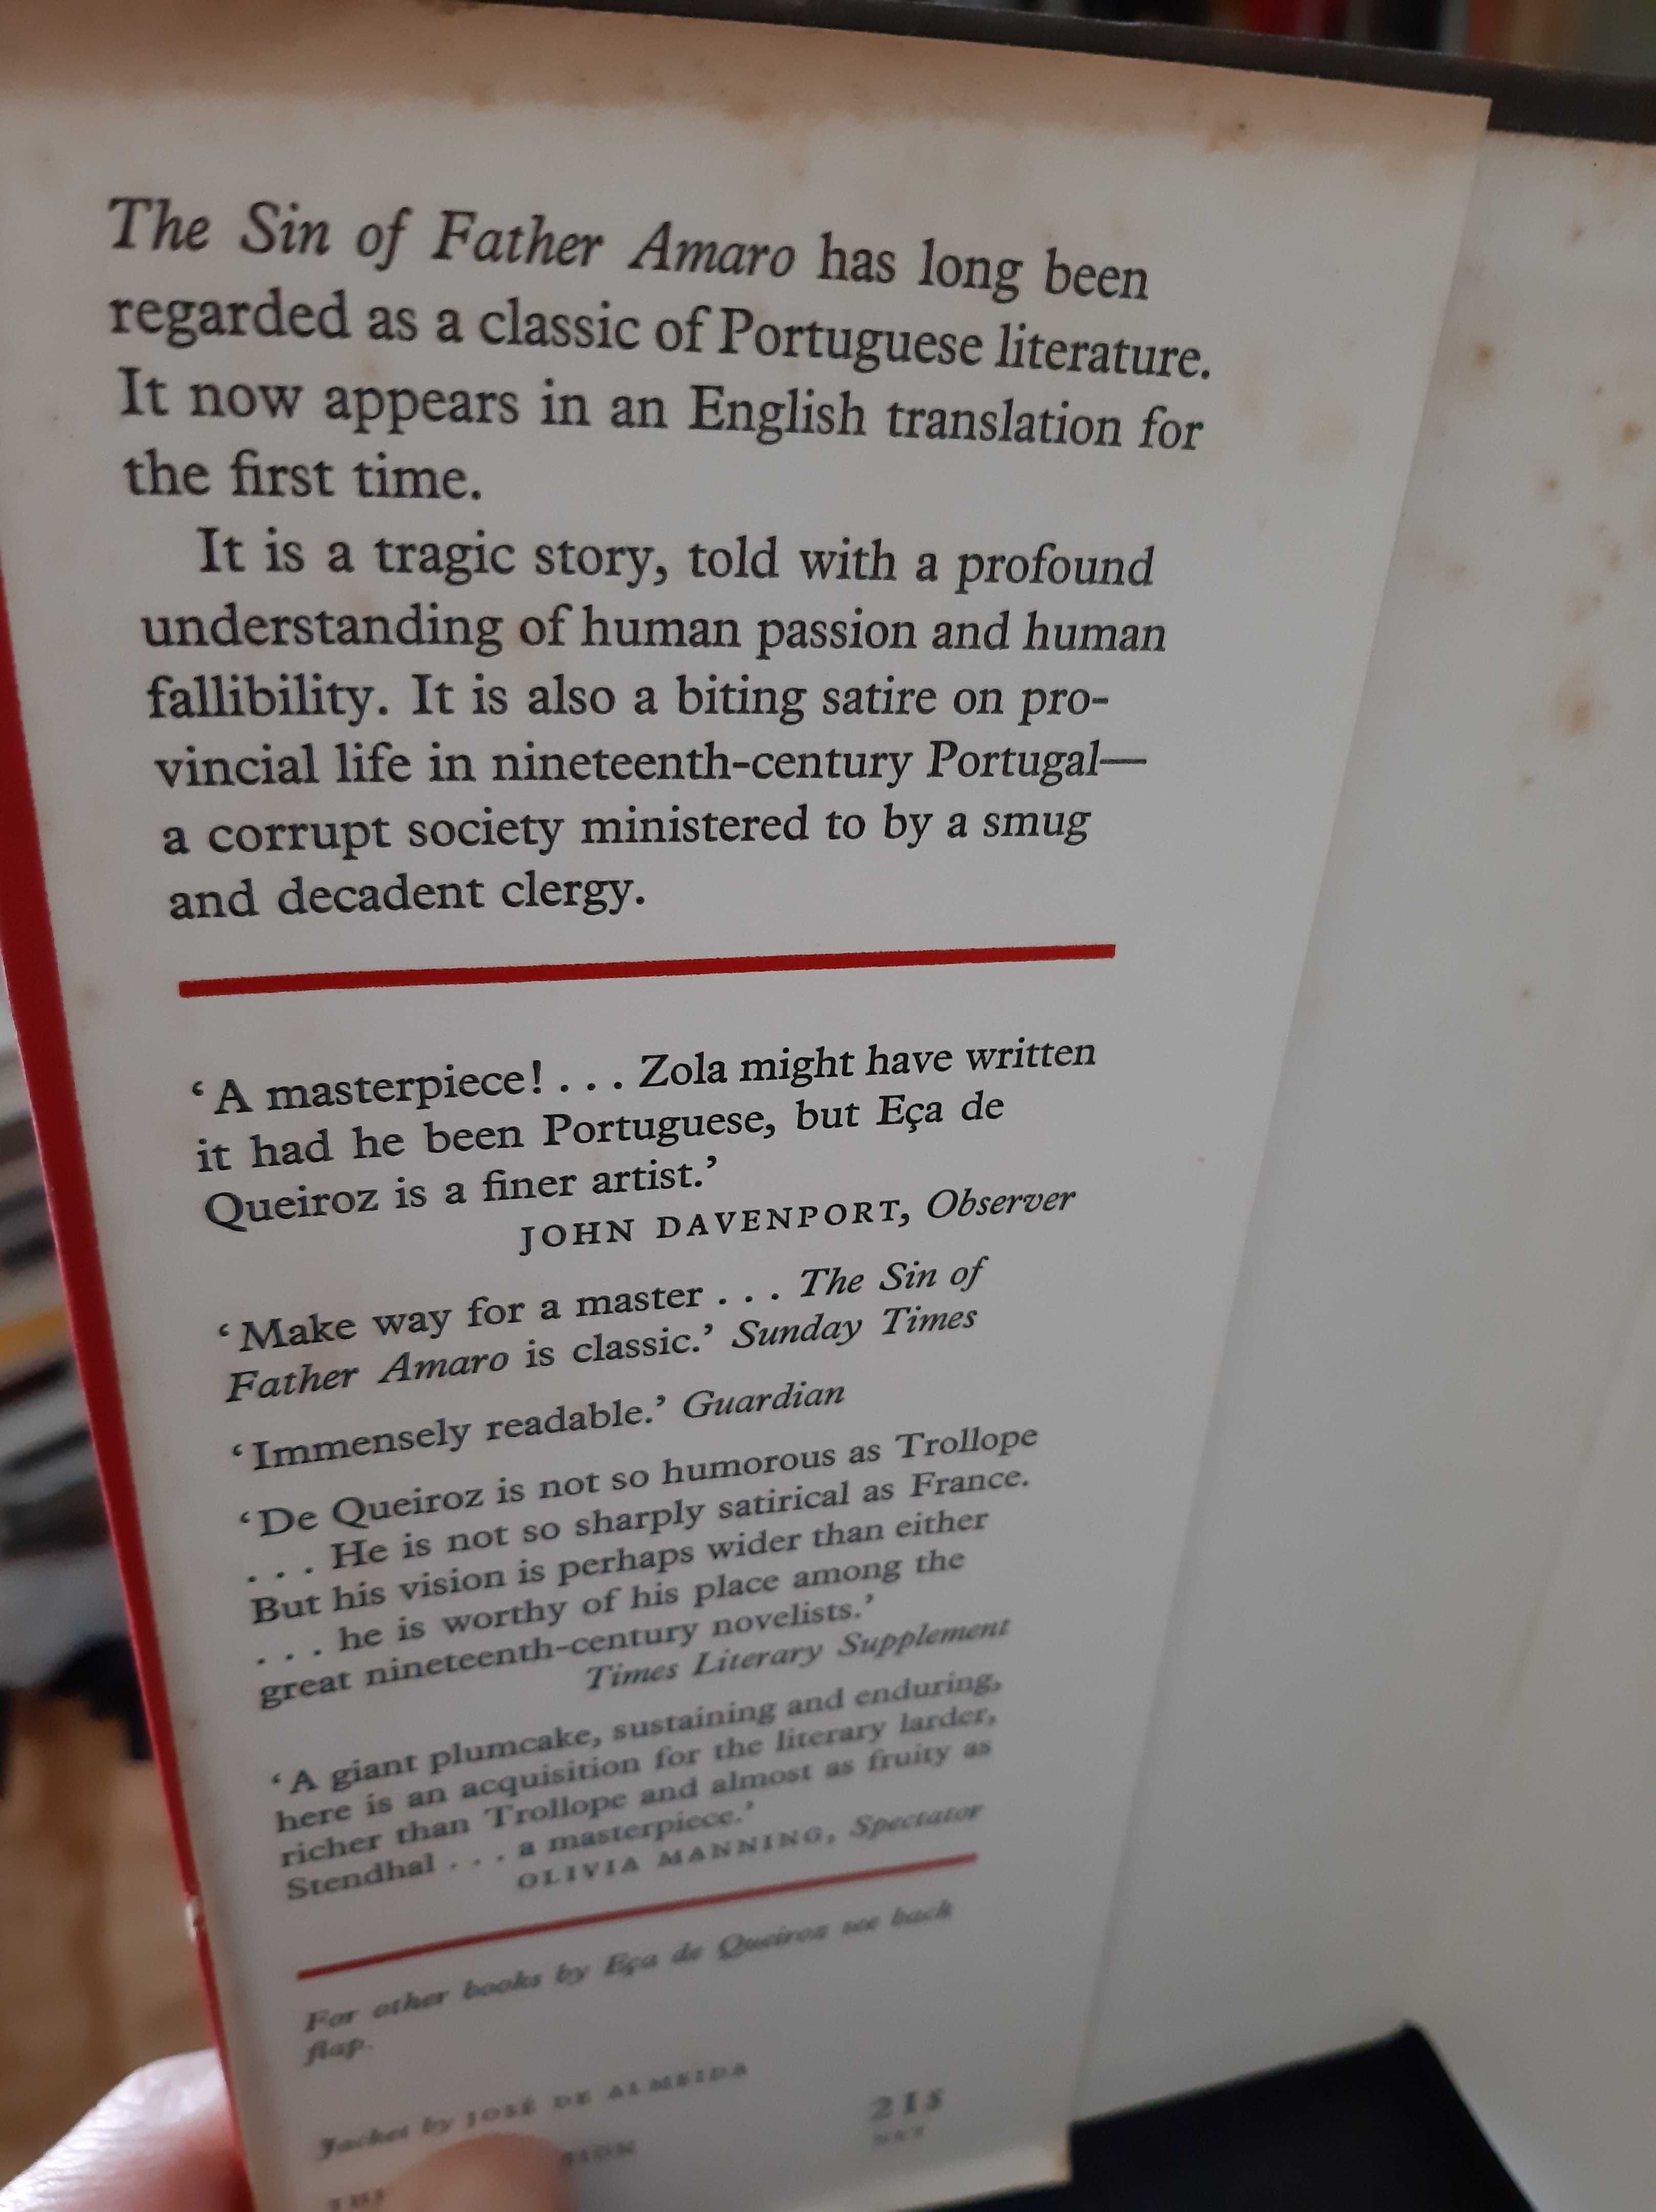 The Sin of Father Amaro has long been
regarded as a classic of Portuguese literature.
It now appears in an English translation for
the first time.
It is a tragic story, told with a profound
understanding of human passion and human
fallibility. It is also a biting satire on pro-
vincial life in nineteenth-century Portugal—
a corrupt society ministered to by a smug
and decadent clergy.
‘A masterpiece! . . . Zola might have written
it had he been Portuguese, but Eça de
Queiroz is a finer artist.’
JOHN DAVENPORT, Observer
‘Make way for a master . . . The Sin of
Father Amaro is classic.’ Sunday Times
‘Immensely readable.’ Guardian
‘De Queiroz is not so humorous as Trollope
. . . He is not so sharply satirical as France.
But his vision is perhaps wider than either
. . . he is worthy of his place among the
great nineteenth-century novelists.’
Times Literary Supplement
‘A giant plumcake, sustaining and enduring,
here is an acquisition for the literary larder,
richer than Trollope and almost as fruity as
Stendhal . . . a masterpiece.’
OLIVIA MANNING, Spectator
For other books by Eça de Queiroz see back
flap.
Jacket by JOSÉ DE ALMEIDA
21s
NET